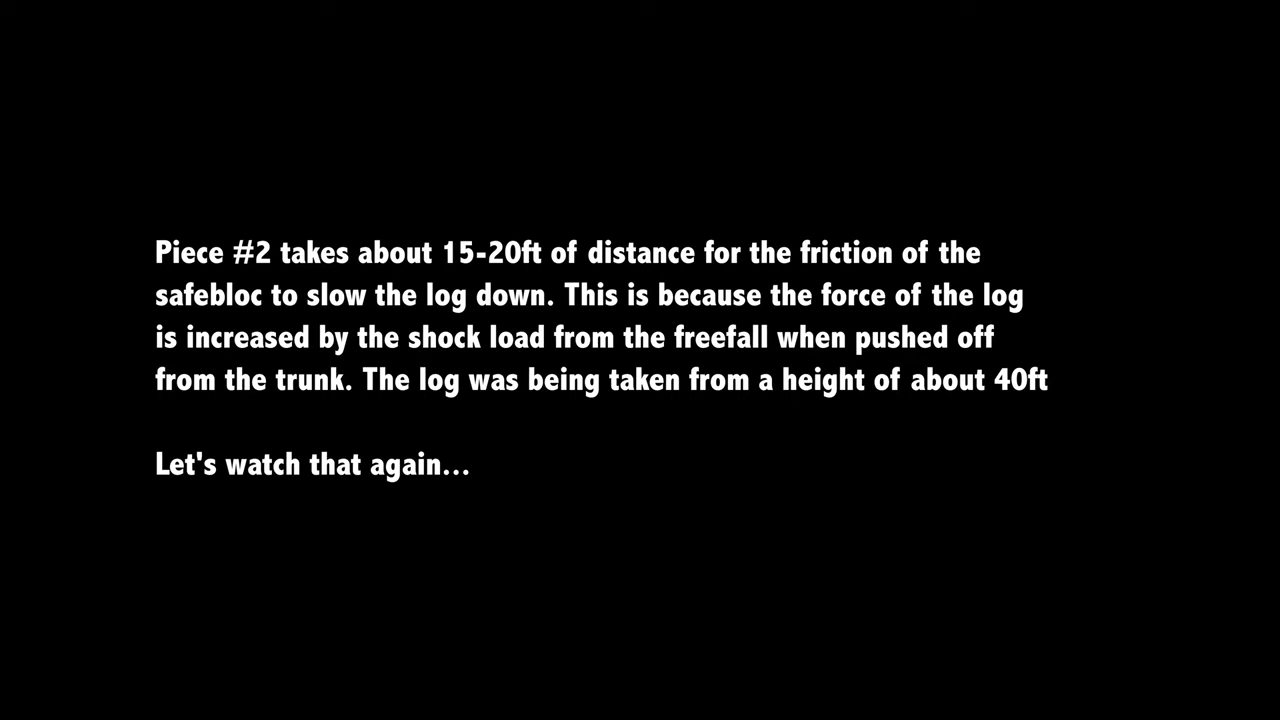 Piece #2 takes about 15-20ft of distance for the friction of the
safebloc to slow the log down. This is because the force of the log
is increased by the shock load from the freefall when pushed off
from the trunk. The log was being taken from a height of about 40ft
Let's watch that again...